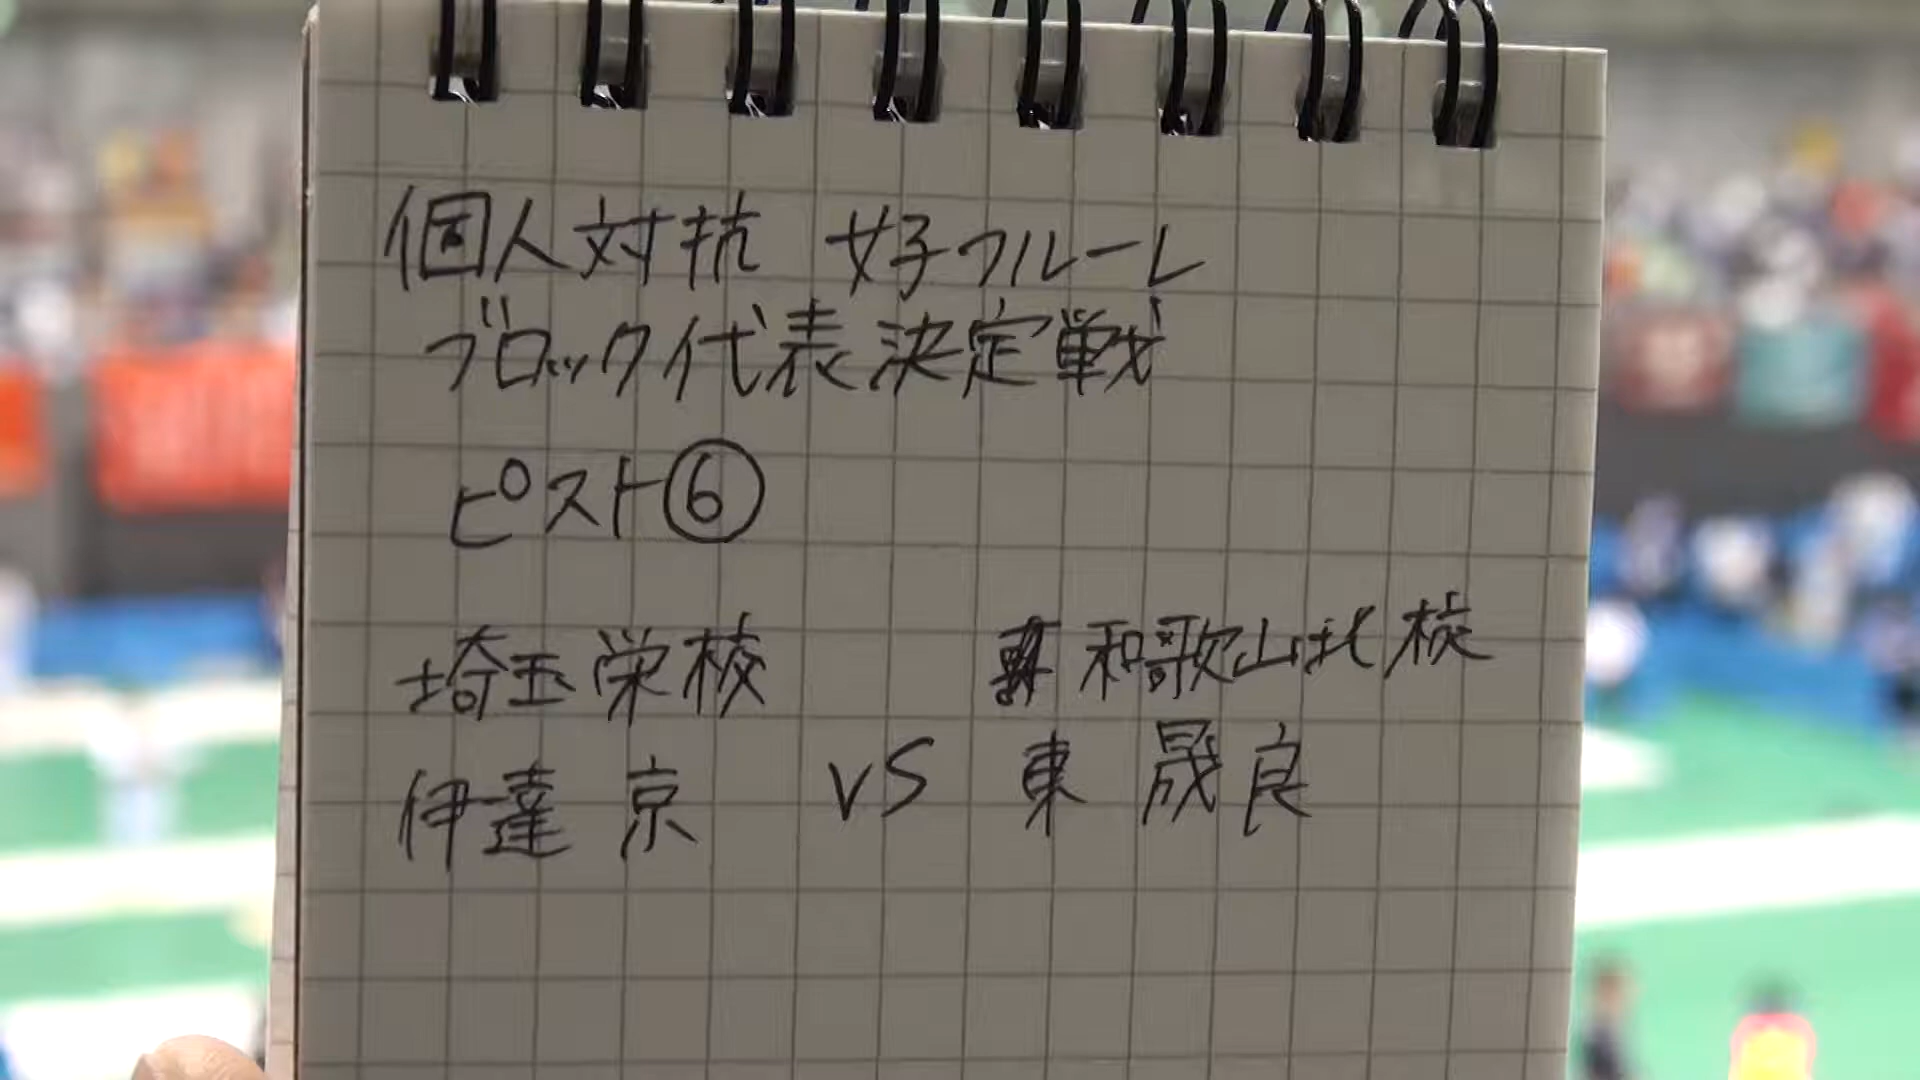 個人対抗 女子フルーレ
ブロック代表決定戦
ピスト⑥
埼玉栄校 和歌山北校
伊達 京 vs 東 晟良